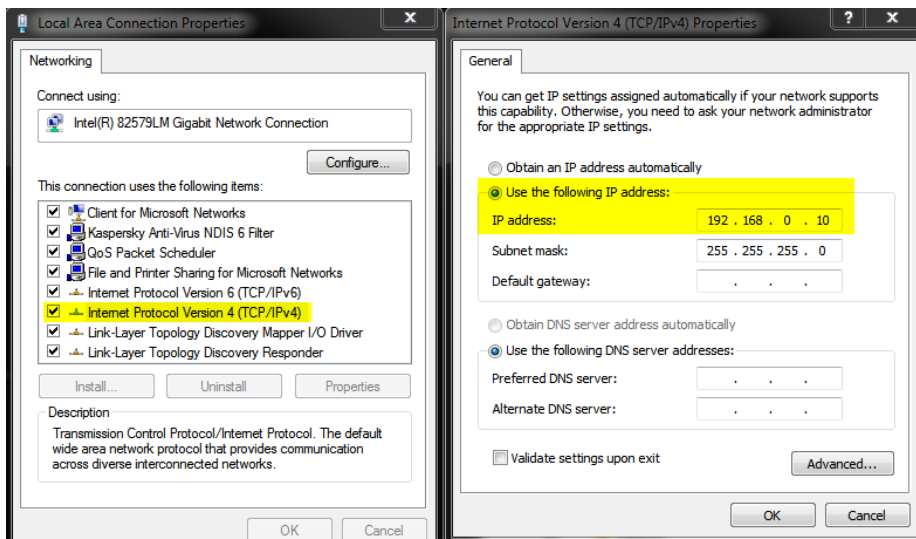 Local Area Connection Properties
x
Networking
Connect using:
Intel(R) 82579LM Gigabit Network Connection
Configure...
This connection uses the following items:
Client for Microsoft Networks
Kaspersky Anti-Virus NDIS 6 Filter
QoS Packet Scheduler
File and Printer Sharing for Microsoft Networks
Internet Protocol Version 6 (TCP/IPv6)
Internet Protocol Version 4 (TCP/IPv4)
Link-Layer Topology Discovery Mapper I/O Driver
Link-Layer Topology Discovery Responder
Install...
Uninstall
Properties
Description
Transmission Control Protocol/Internet Protocol. The default
wide area network protocol that provides communication
across diverse interconnected networks.
OK
Cancel
Internet Protocol Version 4 (TCP/IPv4) Properties
? x
General
You can get IP settings assigned automatically if your network supports
this capability. Otherwise, you need to ask your network administrator
for the appropriate IP settings.
Obtain an IP address automatically
Use the following IP address:
IP address: 192 . 168 . 0 . 10
Subnet mask: 255 . 255 . 255 . 0
Default gateway: . . .
Obtain DNS server address automatically
Use the following DNS server addresses:
Preferred DNS server: . . .
Alternate DNS server: . . .
Validate settings upon exit
Advanced...
OK
Cancel